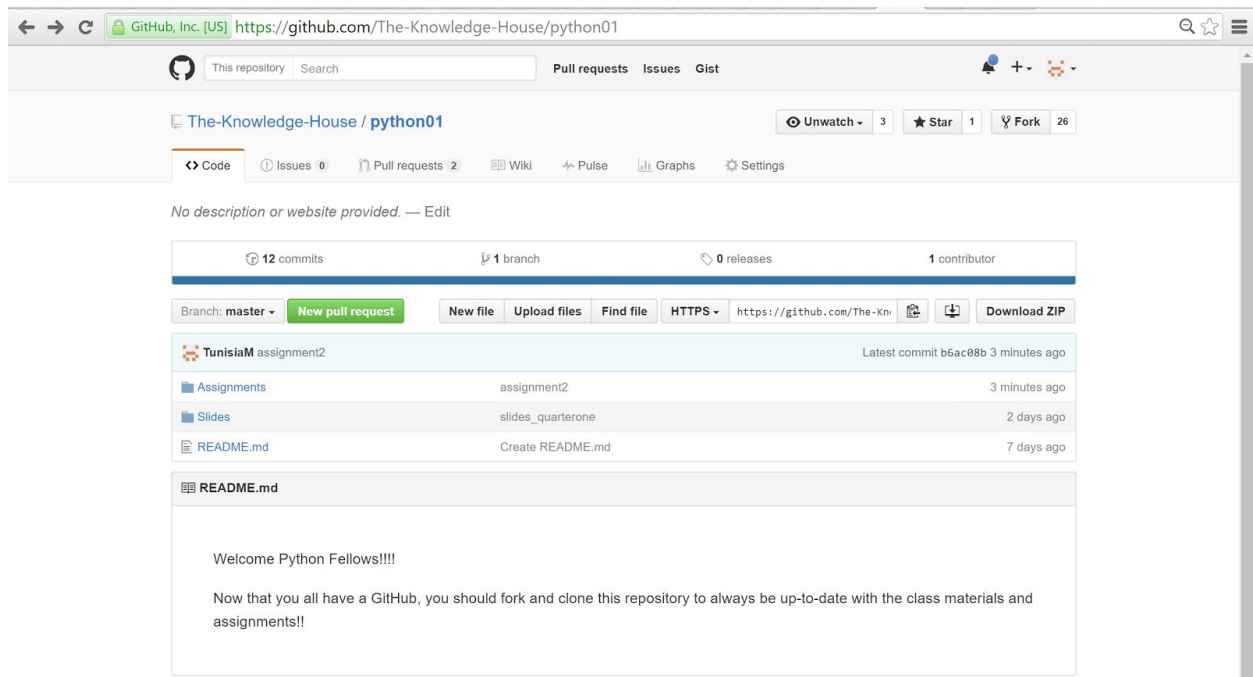 GitHub, Inc. [US] https://github.com/The-Knowledge-House/python01
This repository Search Pull requests Issues Gist
The-Knowledge-House / python01 Unwatch 3 Star 1 Fork 26
Code Issues 0 Pull requests 2 Wiki Pulse Graphs Settings
No description or website provided. — Edit
12 commits 1 branch 0 releases 1 contributor
Branch: master New pull request New file Upload files Find file HTTPS https://github.com/The-Kn Download ZIP
TunisiaM assignment2 Latest commit b6ac08b 3 minutes ago
Assignments assignment2 3 minutes ago
Slides slides_quarterone 2 days ago
README.md Create README.md 7 days ago
README.md
Welcome Python Fellows!!!!
Now that you all have a GitHub, you should fork and clone this repository to always be up-to-date with the class materials and
assignments!!